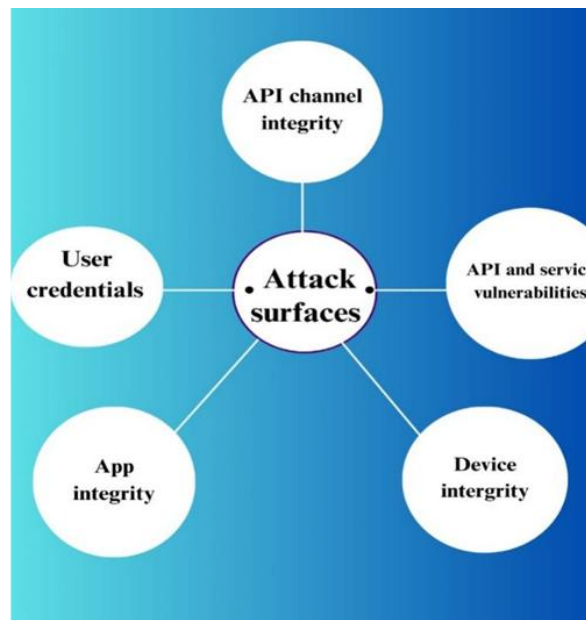 API channel
integrity
User
credentials
Attack
surfaces
API and servic
vulnerabilities
App
integrity
Device
intergrity